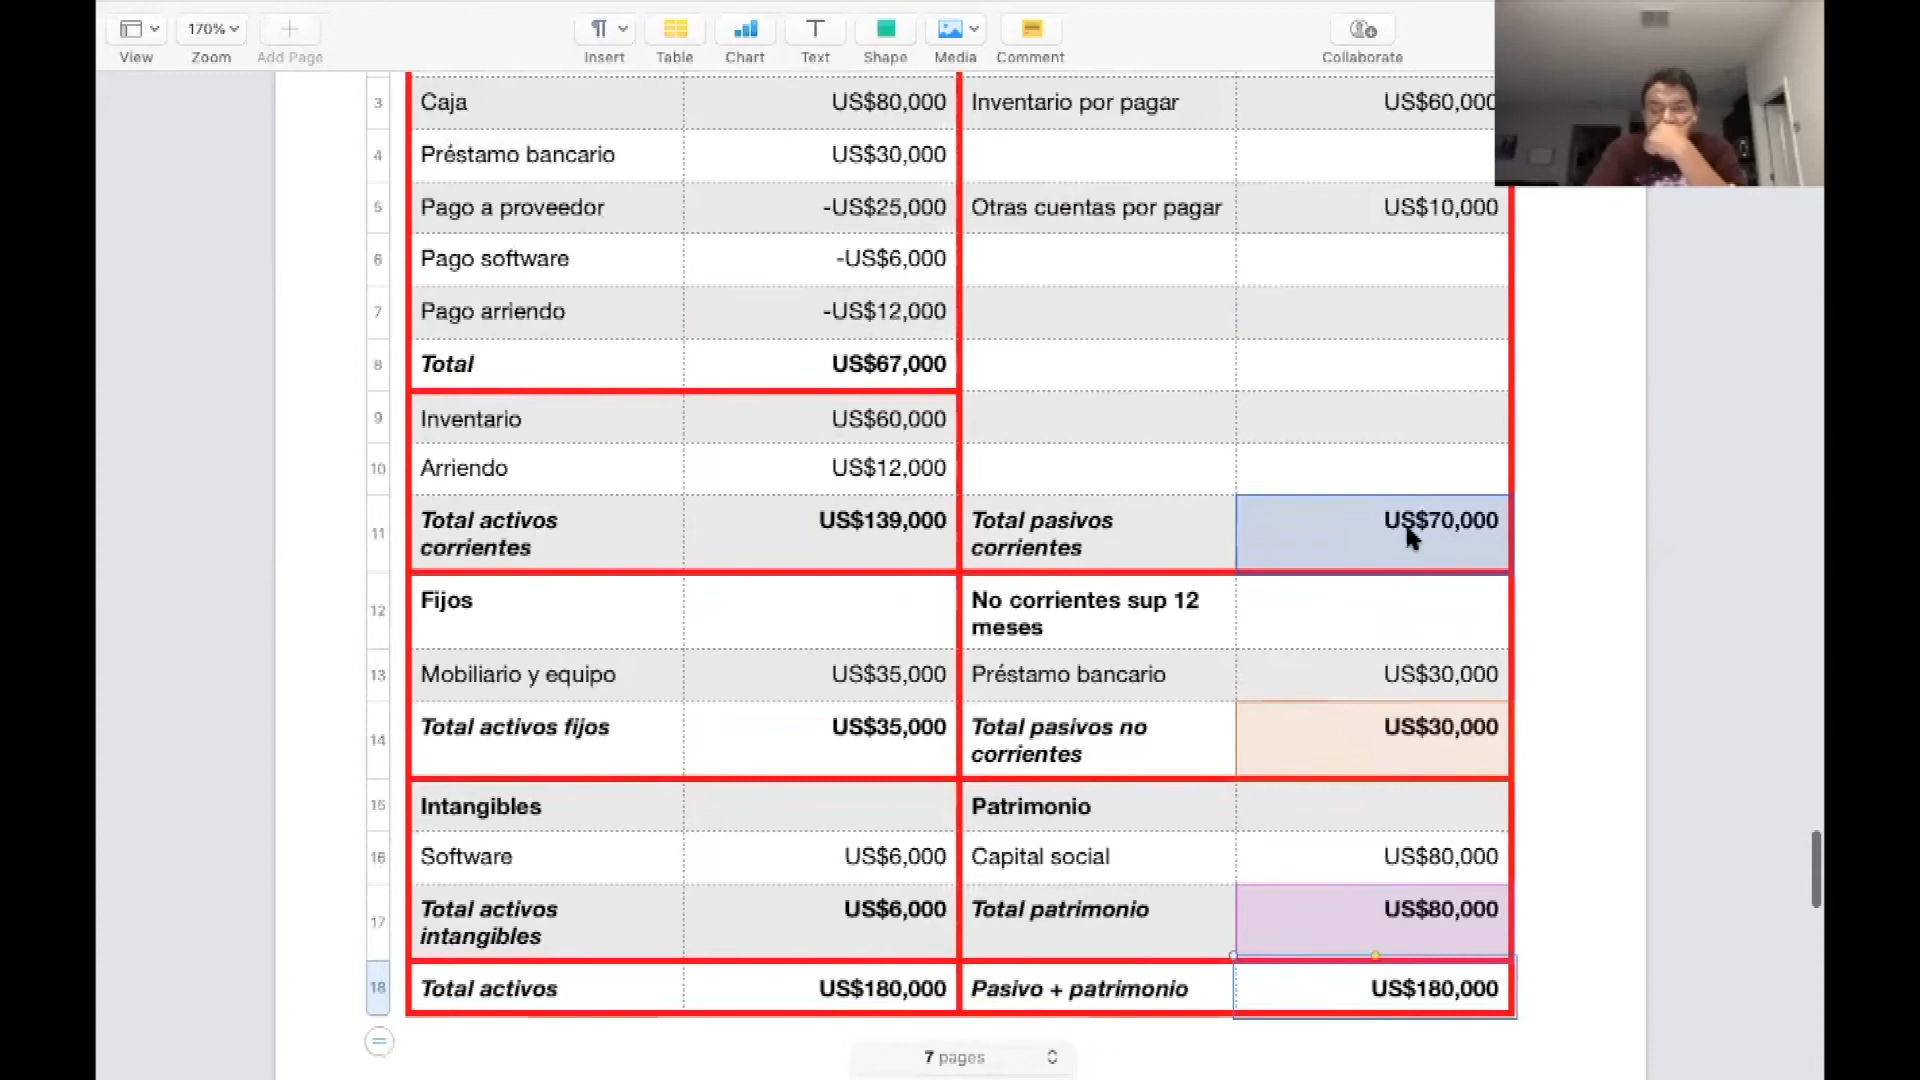 View
170%
Zoom
Add Page
Insert
Table
Chart
Text
Shape
Media
Comment
Collaborate
3 Caja US$80,000 Inventario por pagar US$60,000
4 Préstamo bancario US$30,000
5 Pago a proveedor -US$25,000 Otras cuentas por pagar US$10,000
6 Pago software -US$6,000
7 Pago arriendo -US$12,000
8 Total US$67,000
9 Inventario US$60,000
10 Arriendo US$12,000
11 Total activos corrientes US$139,000 Total pasivos corrientes US$70,000
12 Fijos No corrientes sup 12 meses
13 Mobiliario y equipo US$35,000 Préstamo bancario US$30,000
14 Total activos fijos US$35,000 Total pasivos no corrientes US$30,000
15 Intangibles Patrimonio
16 Software US$6,000 Capital social US$80,000
17 Total activos intangibles US$6,000 Total patrimonio US$80,000
18 Total activos US$180,000 Pasivo + patrimonio US$180,000
7 pages